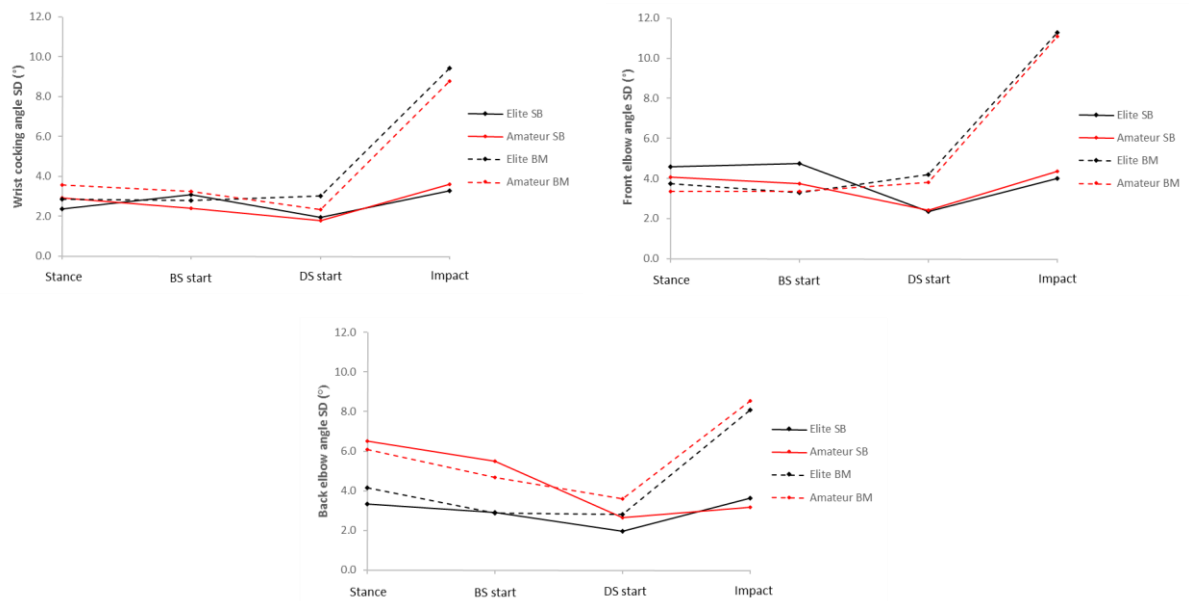 Wrist cocking angle SD (°)
12.0
10.0
8.0
6.0
4.0
2.0
0.0
Stance
BS start
DS start
Impact
Elite SB
Amateur SB
Elite BM
Amateur BM
Front elbow angle SD (°)
12.0
10.0
8.0
6.0
4.0
2.0
0.0
Stance
BS start
DS start
Impact
Elite SB
Amateur SB
Elite BM
Amateur BM
Back elbow angle SD (°)
12.0
10.0
8.0
6.0
4.0
2.0
0.0
Stance
BS start
DS start
Impact
Elite SB
Amateur SB
Elite BM
Amateur BM